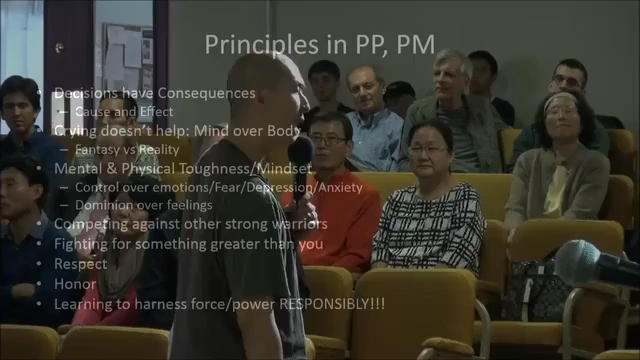 Principles in PP, PM
• Decisions have Consequences
– Cause and Effect
• Crying doesn't help: Mind over Body
– Fantasy vs Reality
• Mental & Physical Toughness/Mindset
– Control over emotions/Fear/Depression/Anxiety
– Dominion over feelings
• Competing against other strong warriors
• Fighting for something greater than you
• Respect
• Honor
• Learning to harness force/power RESPONSIBLY!!!